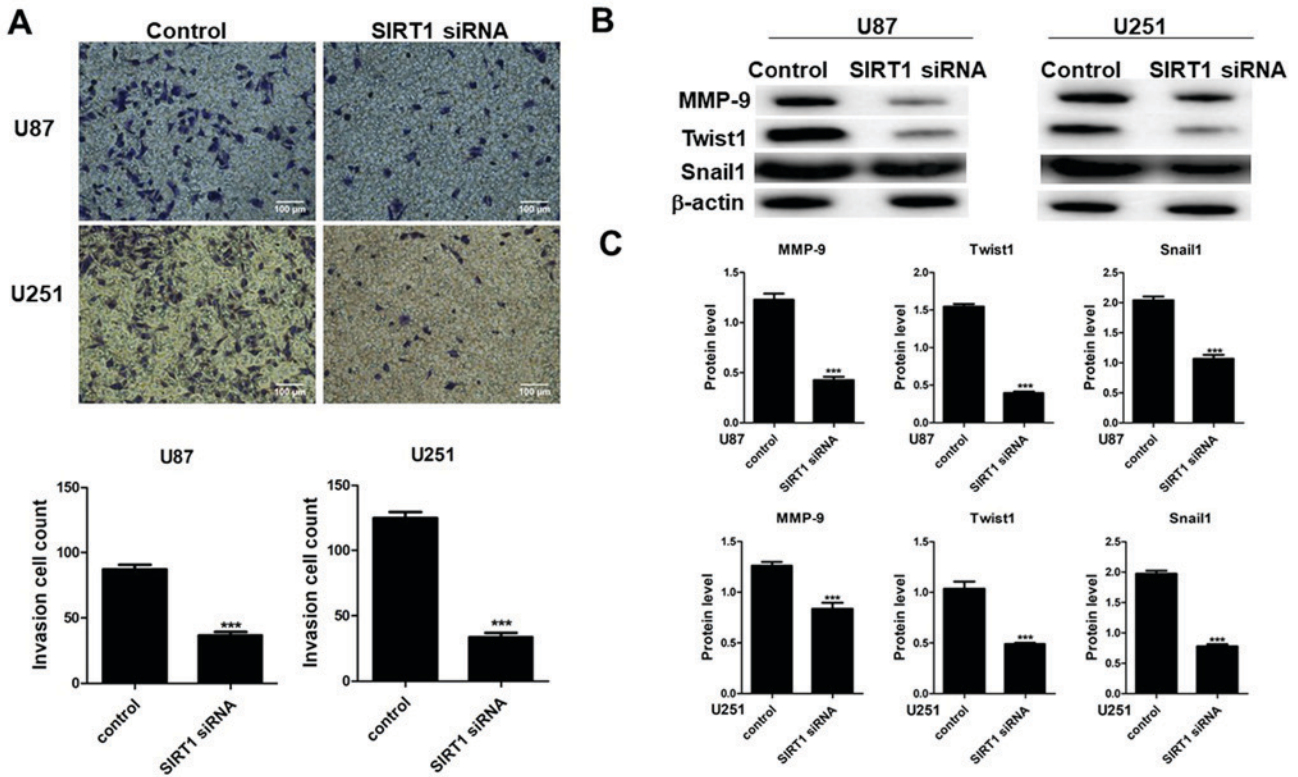 A
Control SIRT1 siRNA
U87
100 µm 100 µm
U251
100 µm 100 µm
U87
Invasion cell count
150
100
50
0
***
control
SIRT1 siRNA
U251
Invasion cell count
150
100
50
0
***
control
SIRT1 siRNA
B
U87 U251
Control SIRT1 siRNA Control SIRT1 siRNA
MMP-9
Twist1
Snail1
β-actin
C
MMP-9
Protein level
1.5
1.0
0.5
0.0
***
U87
control
SIRT1 siRNA
Twist1
Protein level
2.0
1.5
1.0
0.5
0.0
***
U87
control
SIRT1 siRNA
Snail1
Protein level
2.5
2.0
1.5
1.0
0.5
0.0
***
U87
control
SIRT1 siRNA
MMP-9
Protein level
1.5
1.0
0.5
0.0
***
U251
control
SIRT1 siRNA
Twist1
Protein level
1.5
1.0
0.5
0.0
***
U251
control
SIRT1 siRNA
Snail1
Protein level
2.5
2.0
1.5
1.0
0.5
0.0
***
U251
control
SIRT1 siRNA